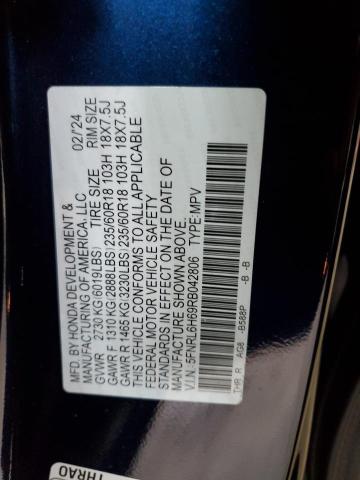 MFD. BY HONDA DEVELOPMENT & 02/'24
MANUFACTURING OF AMERICA, LLC.
TIRE SIZE RIM SIZE
GVWR 2730KG(6019LBS)
GAWR F 1310KG(2888LBS)235/60R18 103H 18X7.5J
GAWR R 1465KG(3230LBS)235/60R18 103H 18X7.5J
THIS VEHICLE CONFORMS TO ALL APPLICABLE
FEDERAL MOTOR VEHICLE SAFETY
STANDARDS IN EFFECT ON THE DATE OF
MANUFACTURE SHOWN ABOVE.
V.I.N. :5FNRL6H69RB042806 TYPE:MPV
THR R AG8 -B588P -B -B
THRA0